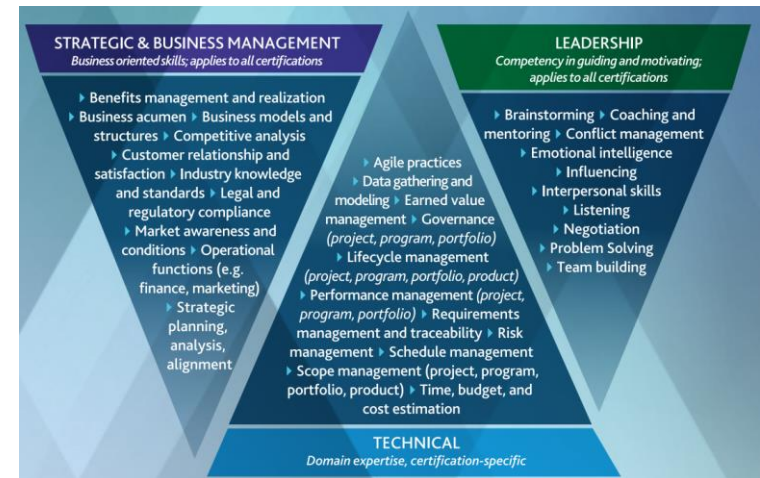 STRATEGIC & BUSINESS MANAGEMENT
Business oriented skills; applies to all certifications
▸ Benefits management and realization
▸ Business acumen ▸ Business models and
structures ▸ Competitive analysis
▸ Customer relationship and
satisfaction ▸ Industry knowledge
and standards ▸ Legal and
regulatory compliance
▸ Market awareness and
conditions ▸ Operational
functions (e.g.
finance, marketing)
▸ Strategic
planning,
analysis,
alignment
▸ Agile practices
▸ Data gathering and
modeling ▸ Earned value
management ▸ Governance
(project, program, portfolio)
▸ Lifecycle management
(project, program, portfolio, product)
▸ Performance management (project,
program, portfolio) ▸ Requirements
management and traceability ▸ Risk
management ▸ Schedule management
▸ Scope management (project, program,
portfolio, product) ▸ Time, budget, and
cost estimation
TECHNICAL
Domain expertise, certification-specific
LEADERSHIP
Competency in guiding and motivating;
applies to all certifications
▸ Brainstorming ▸ Coaching and
mentoring ▸ Conflict management
▸ Emotional intelligence
▸ Influencing
▸ Interpersonal skills
▸ Listening
▸ Negotiation
▸ Problem Solving
▸ Team building